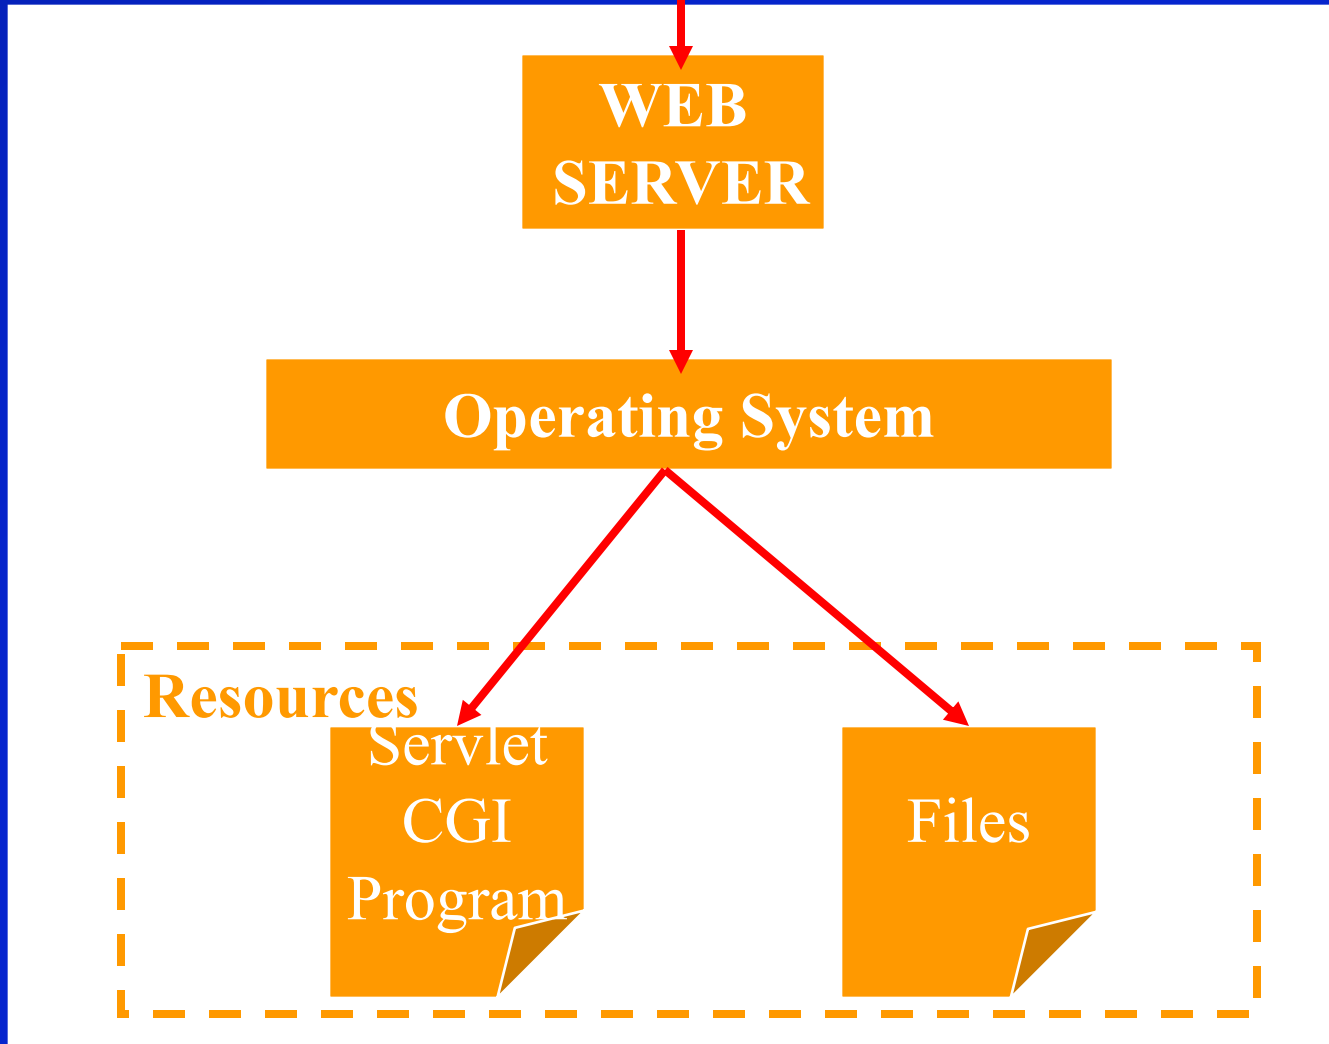 WEB
SERVER
Operating System
Resources
Servlet
CGI
Program
Files